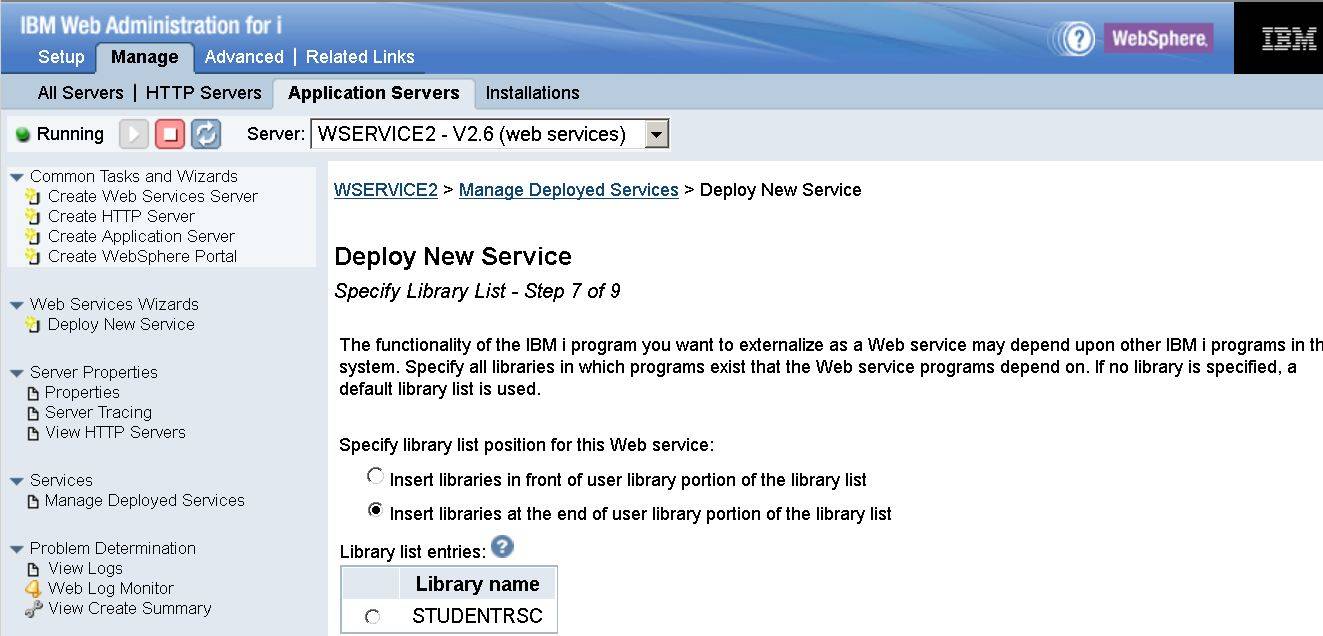 IBM Web Administration for i
WebSphere.
IBM
Setup Manage Advanced | Related Links
All Servers | HTTP Servers Application Servers Installations
Running Server: WSERVICE2 - V2.6 (web services)
Common Tasks and Wizards
Create Web Services Server
Create HTTP Server
Create Application Server
Create WebSphere Portal
Web Services Wizards
Deploy New Service
Server Properties
Properties
Server Tracing
View HTTP Servers
Services
Manage Deployed Services
Problem Determination
View Logs
Web Log Monitor
View Create Summary
WSERVICE2 > Manage Deployed Services > Deploy New Service
Deploy New Service
Specify Library List - Step 7 of 9
The functionality of the IBM i program you want to externalize as a Web service may depend upon other IBM i programs in th
system. Specify all libraries in which programs exist that the Web service programs depend on. If no library is specified, a
default library list is used.
Specify library list position for this Web service:
Insert libraries in front of user library portion of the library list
Insert libraries at the end of user library portion of the library list
Library list entries: ?
Library name
STUDENTRSC